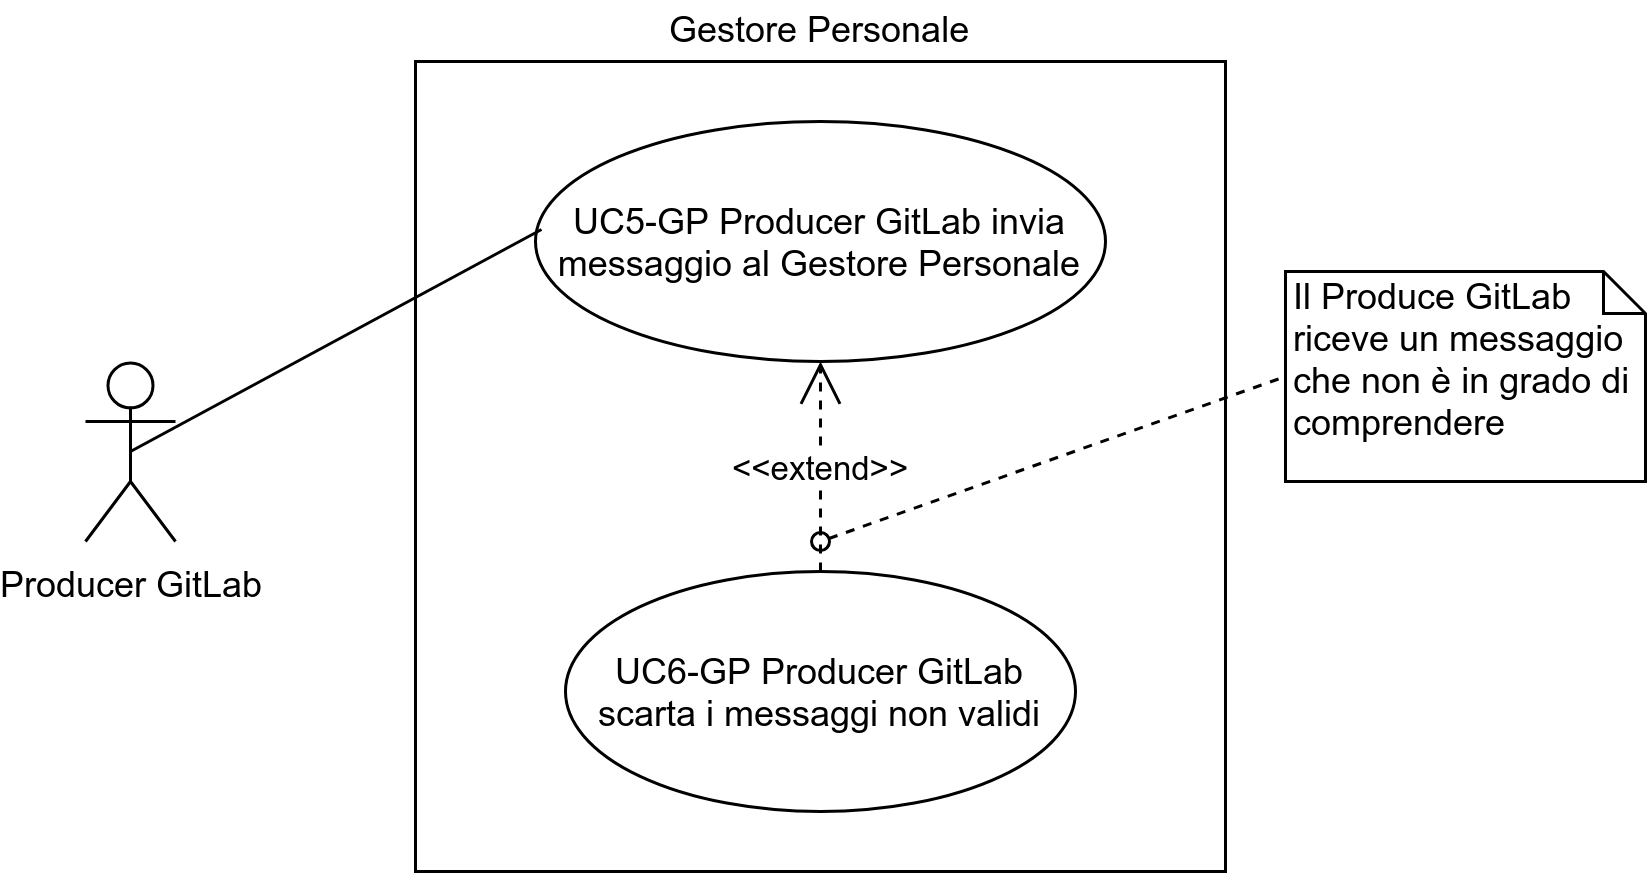 Gestore Personale
UC5-GP Producer GitLab invia
messaggio al Gestore Personale
Il Produce GitLab
riceve un messaggio
che non è in grado di
comprendere
<<extend>>
Producer GitLab
UC6-GP Producer GitLab
scarta i messaggi non validi